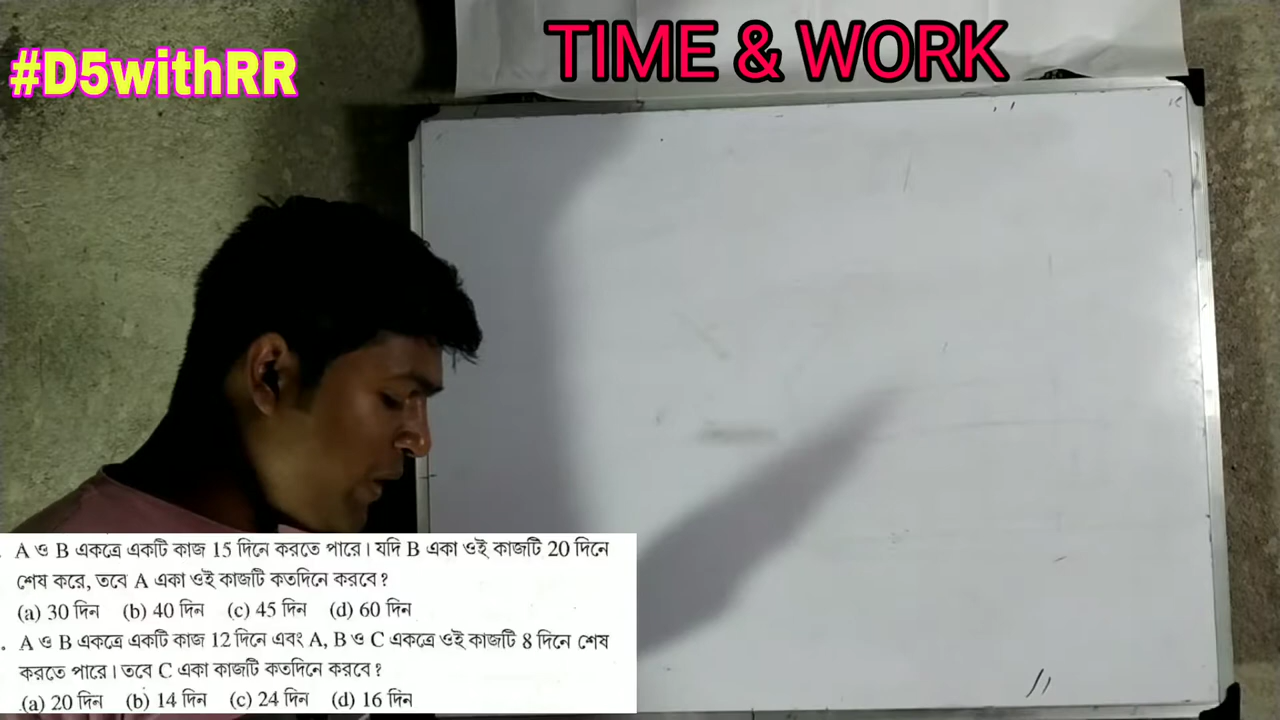 #D5withRR
TIME & WORK
. A ও B একত্রে একটি কাজ 15 দিনে করতে পারে। যদি B একা ওই কাজটি 20 দিনে
শেষ করে, তবে A একা ওই কাজটি কতদিনে করবে?
(a) 30 দিন (b) 40 দিন (c) 45 দিন (d) 60 দিন
. A ও B একত্রে একটি কাজ 12 দিনে এবং A, B ও C একত্রে ওই কাজটি 8 দিনে শেষ
করতে পারে। তবে C একা কাজটি কতদিনে করবে?
(a) 20 দিন (b) 14 দিন (c) 24 দিন (d) 16 দিন